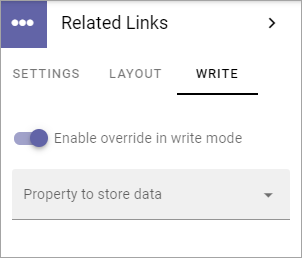 Related Links
SETTINGS LAYOUT WRITE
Enable override in write mode
Property to store data